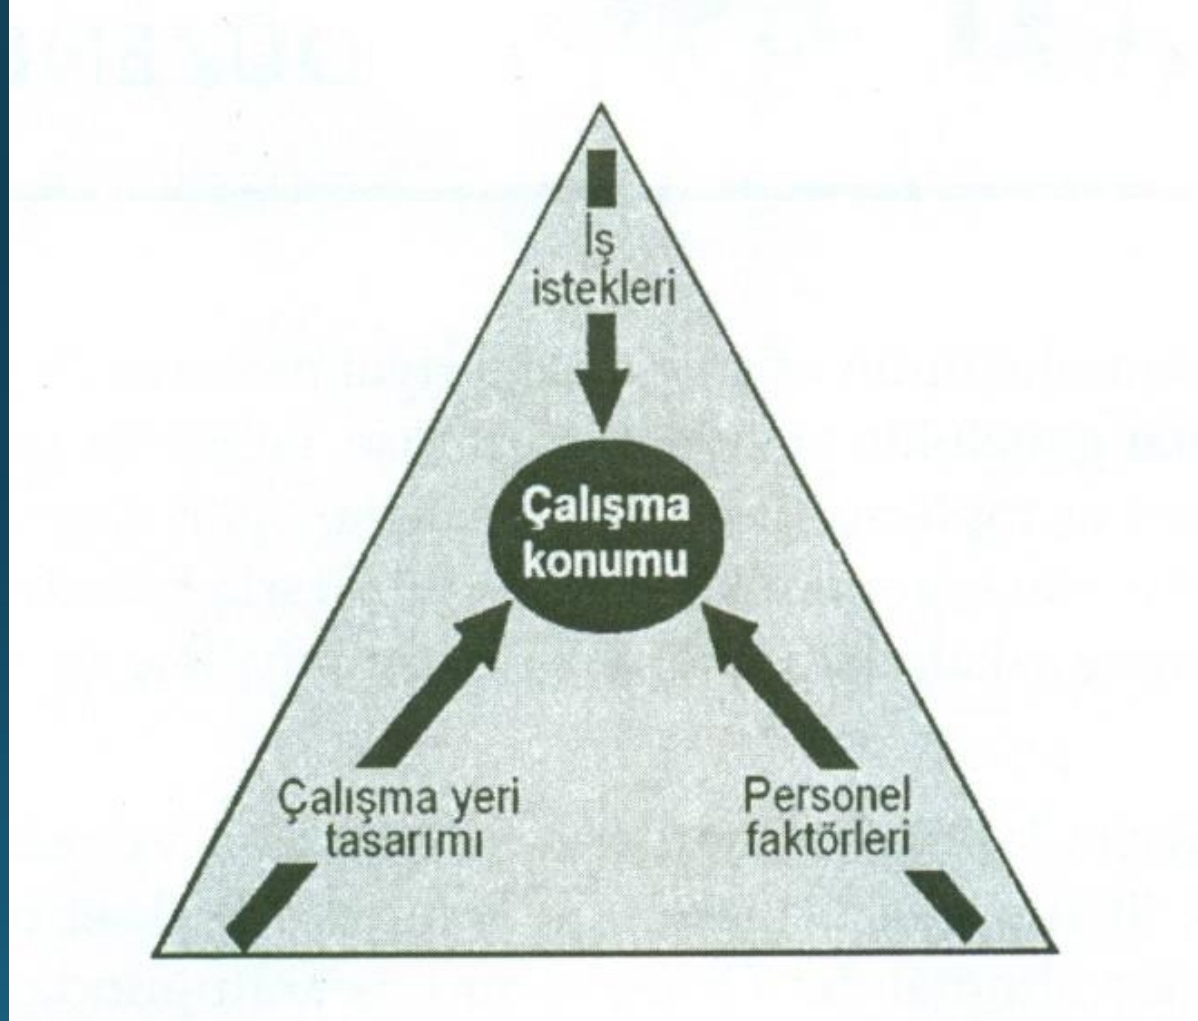 İş
istekleri
Çalışma
konumu
Çalışma yeri
tasarımı
Personel
faktörleri